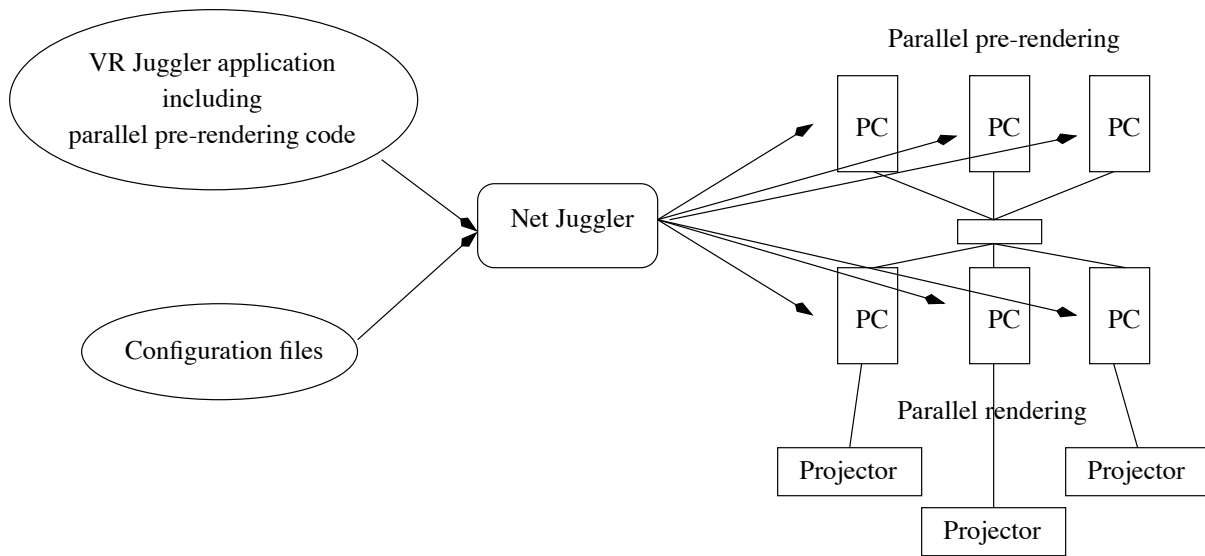 VR Juggler application
including
parallel pre-rendering code
Configuration files
Net Juggler
Parallel pre-rendering
PC
PC
PC
PC
PC
PC
Parallel rendering
Projector
Projector
Projector